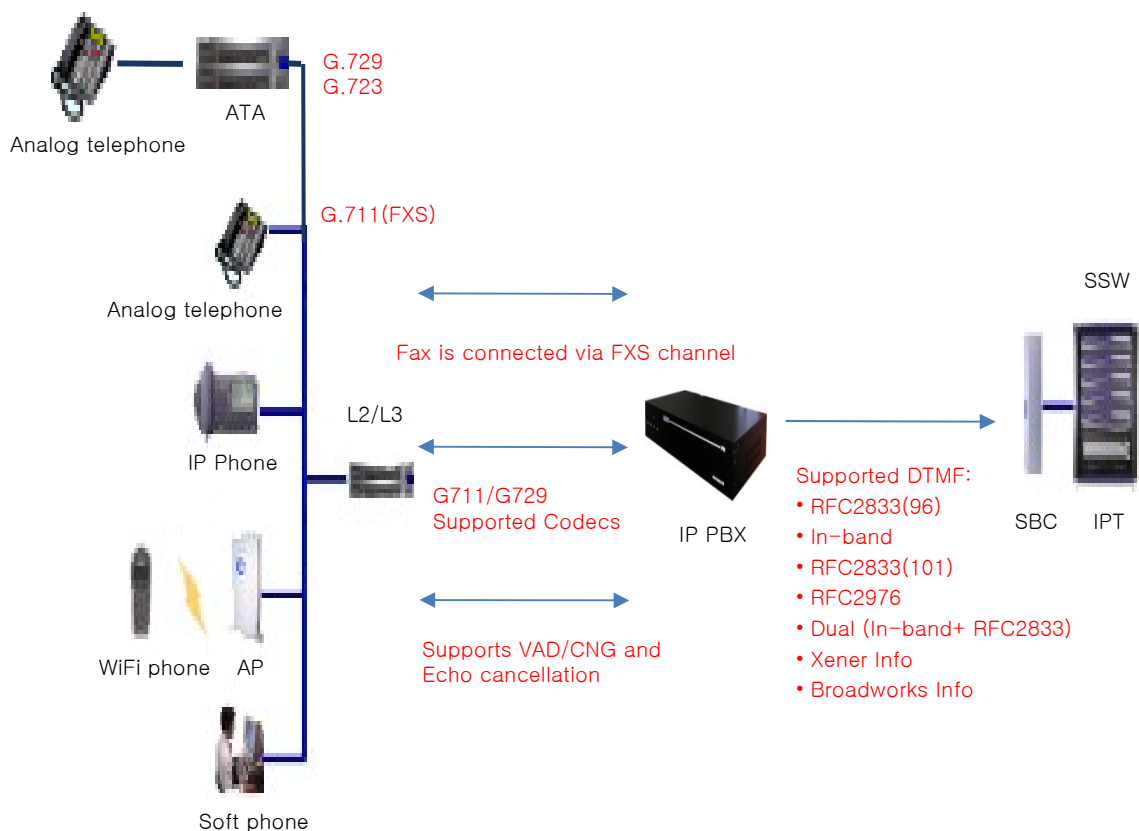 G.729
G.723
ATA
Analog telephone
G.711(FXS)
Analog telephone
SSW
Fax is connected via FXS channel
L2/L3
IP Phone
G711/G729
Supported Codecs
IP PBX
Supported DTMF:
• RFC2833(96)
• In-band
• RFC2833(101)
• RFC2976
• Dual (In-band+ RFC2833)
• Xener Info
• Broadworks Info
SBC
IPT
WiFi phone
AP
Supports VAD/CNG and
Echo cancellation
Soft phone